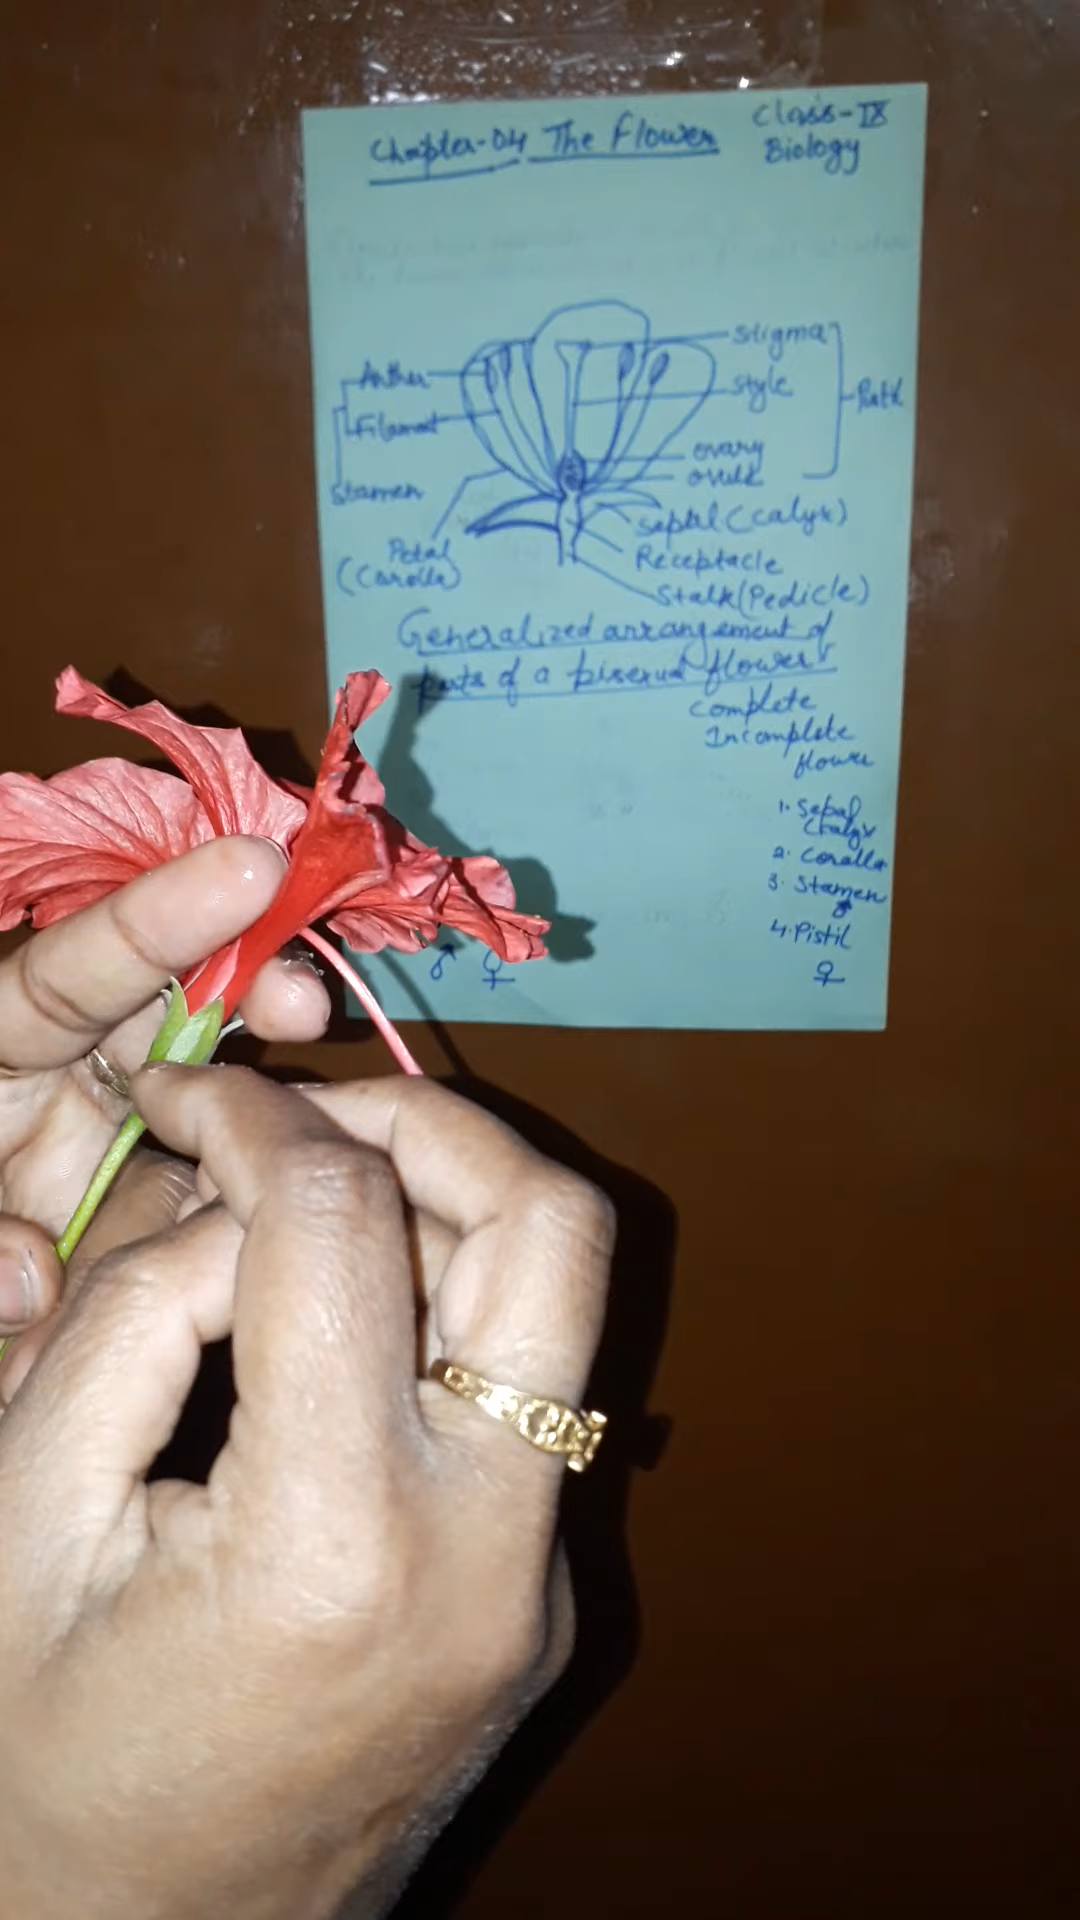 Chapter-04 The Flower
Class-IX
Biology
Anther
Filament
Stamen
Petal
(Corolla)
Stigma
Style
ovary
ovule
Seplal (calyx)
Receptacle
Stalk (Pedicle)
Generalized arrangement of
parts of a bisexual flower
Complete
Incomplete
flower
1. Sepal
Calyx
2. Corolla
3. Stamen
♂
4. Pistil
♀
♂ ♀